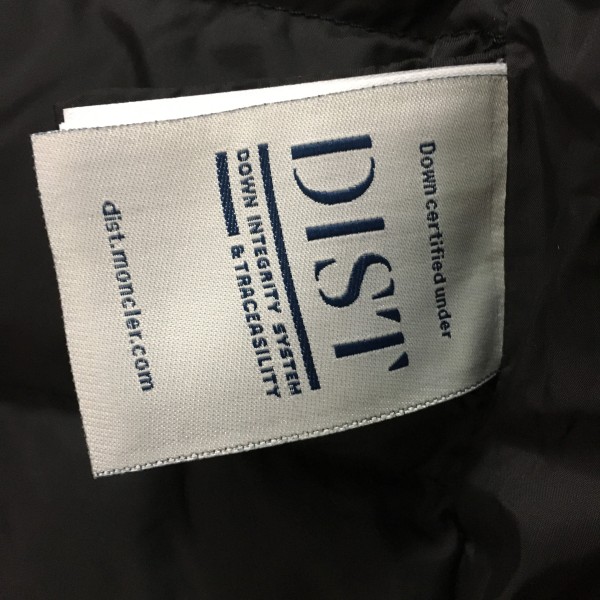 Down certified under
DIST
DOWN INTEGRITY SYSTEM
& TRACEASILITY
dist.moncler.com